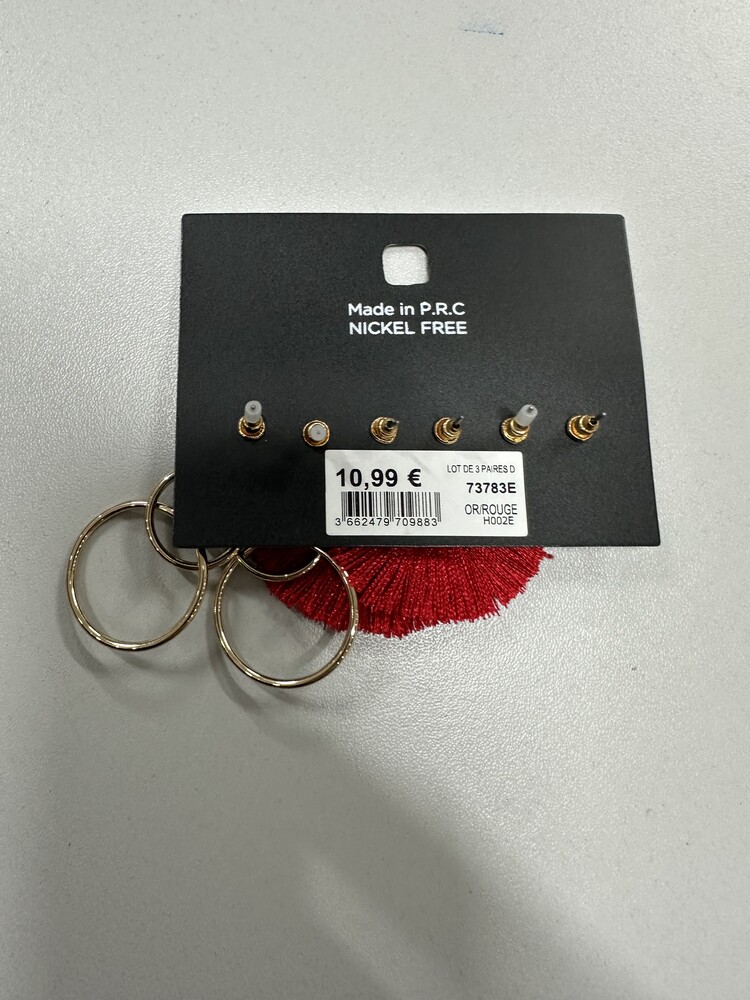 Made in P.R.C
NICKEL FREE
10,99 €
LOT DE 3 PAIRES D
73783E
OR/ROUGE
H002E
3 662479 709883